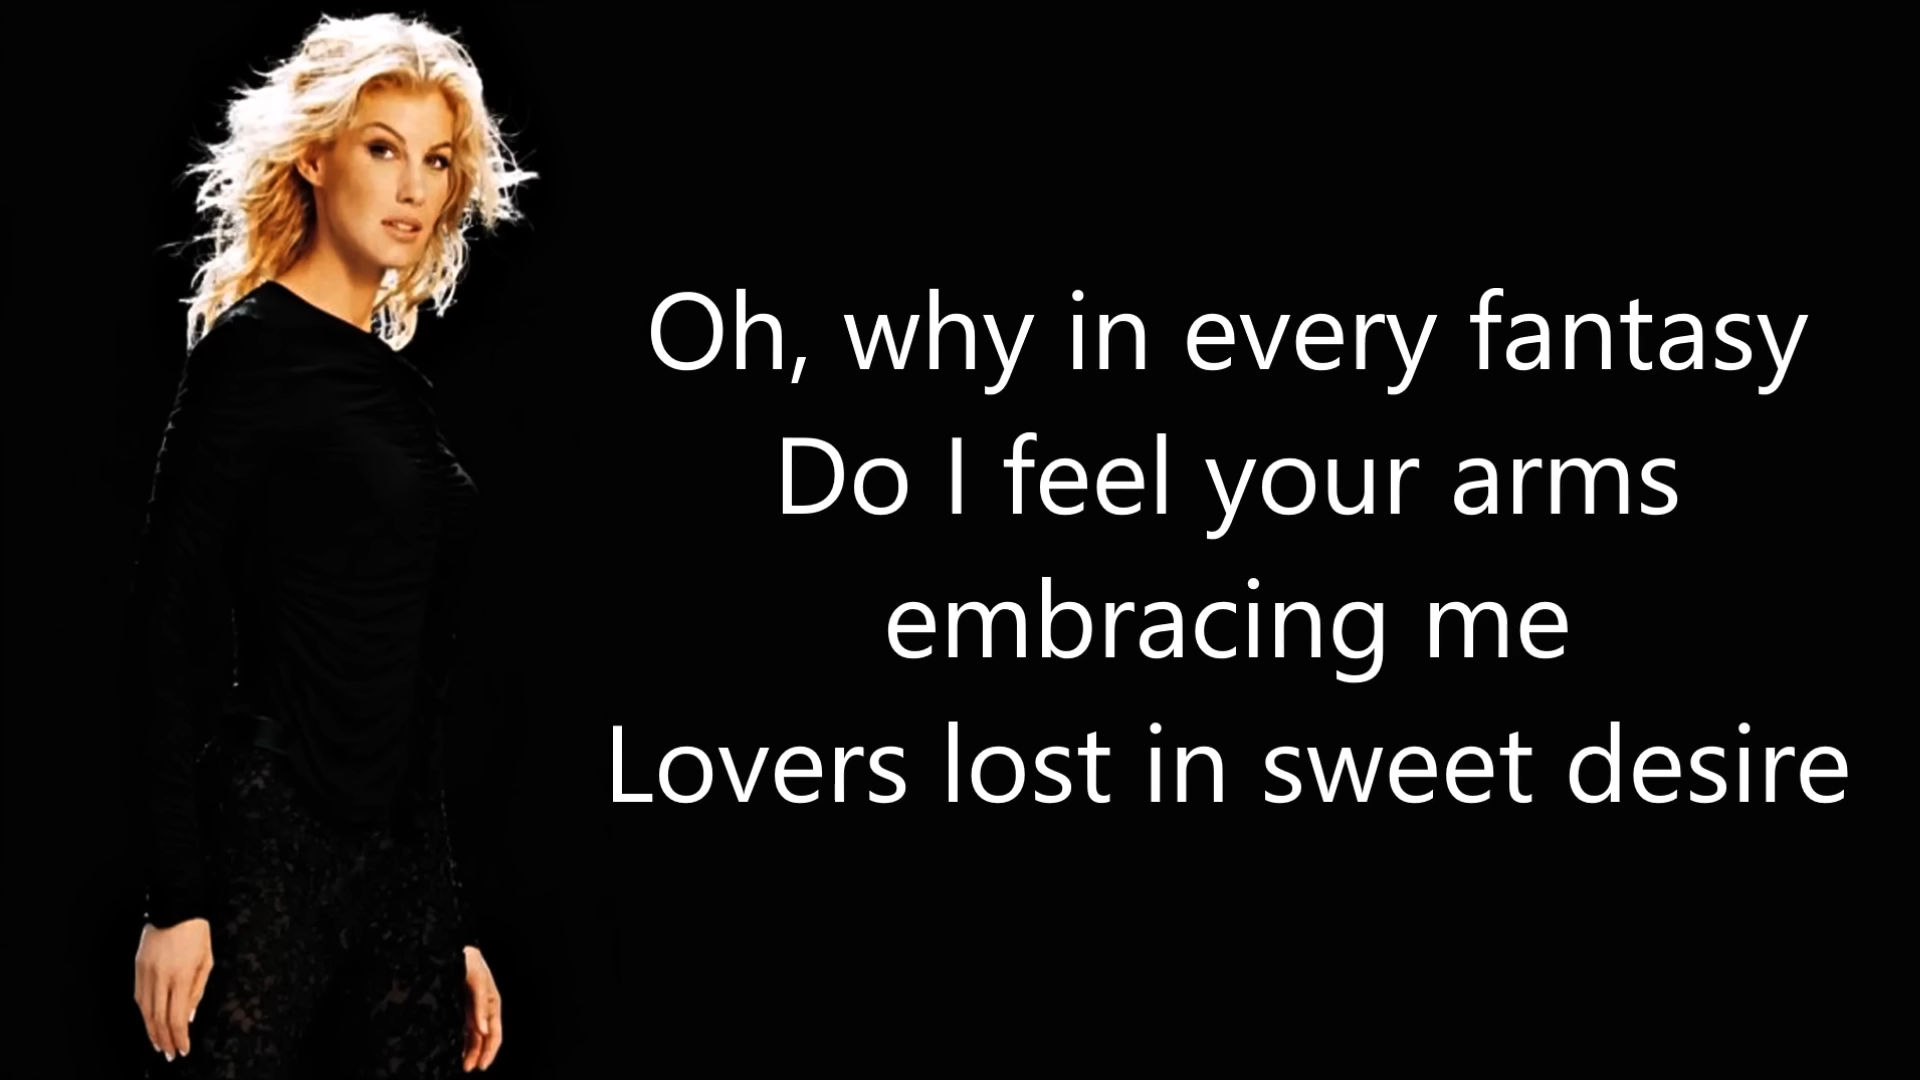 Oh, why in every fantasy
Do I feel your arms
embracing me
Lovers lost in sweet desire